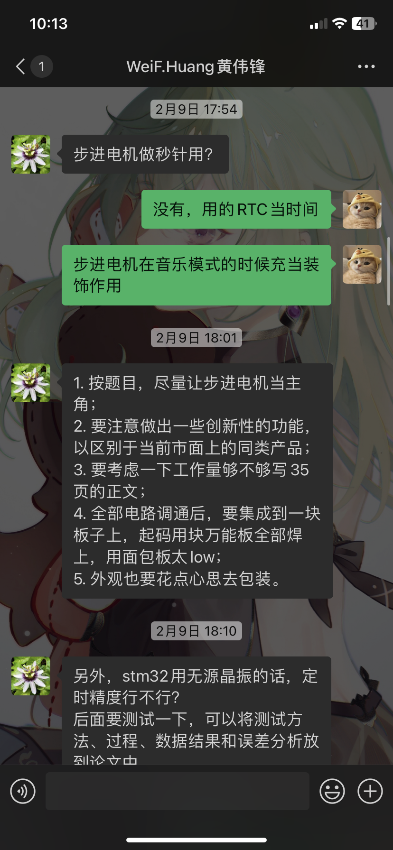 10:13
41
1
WeiF.Huang黄伟锋
2月9日 17:54
步进电机做秒针用？
没有，用的RTC当时间
步进电机在音乐模式的时候充当装
饰作用
2月9日 18:01
1. 按题目，尽量让步进电机当主
角；
2. 要注意做出一些创新性的功能，
以区别于当前市面上的同类产品；
3. 要考虑一下工作量够不够写35
页的正文；
4. 全部电路调通后，要集成到一块
板子上，起码用块万能板全部焊
上，用面包板太low；
5. 外观也要花点心思去包装。
2月9日 18:10
另外，stm32用无源晶振的话，定
时精度行不行？
后面要测试一下，可以将测试方
法、过程、数据结果和误差分析放
到论文中